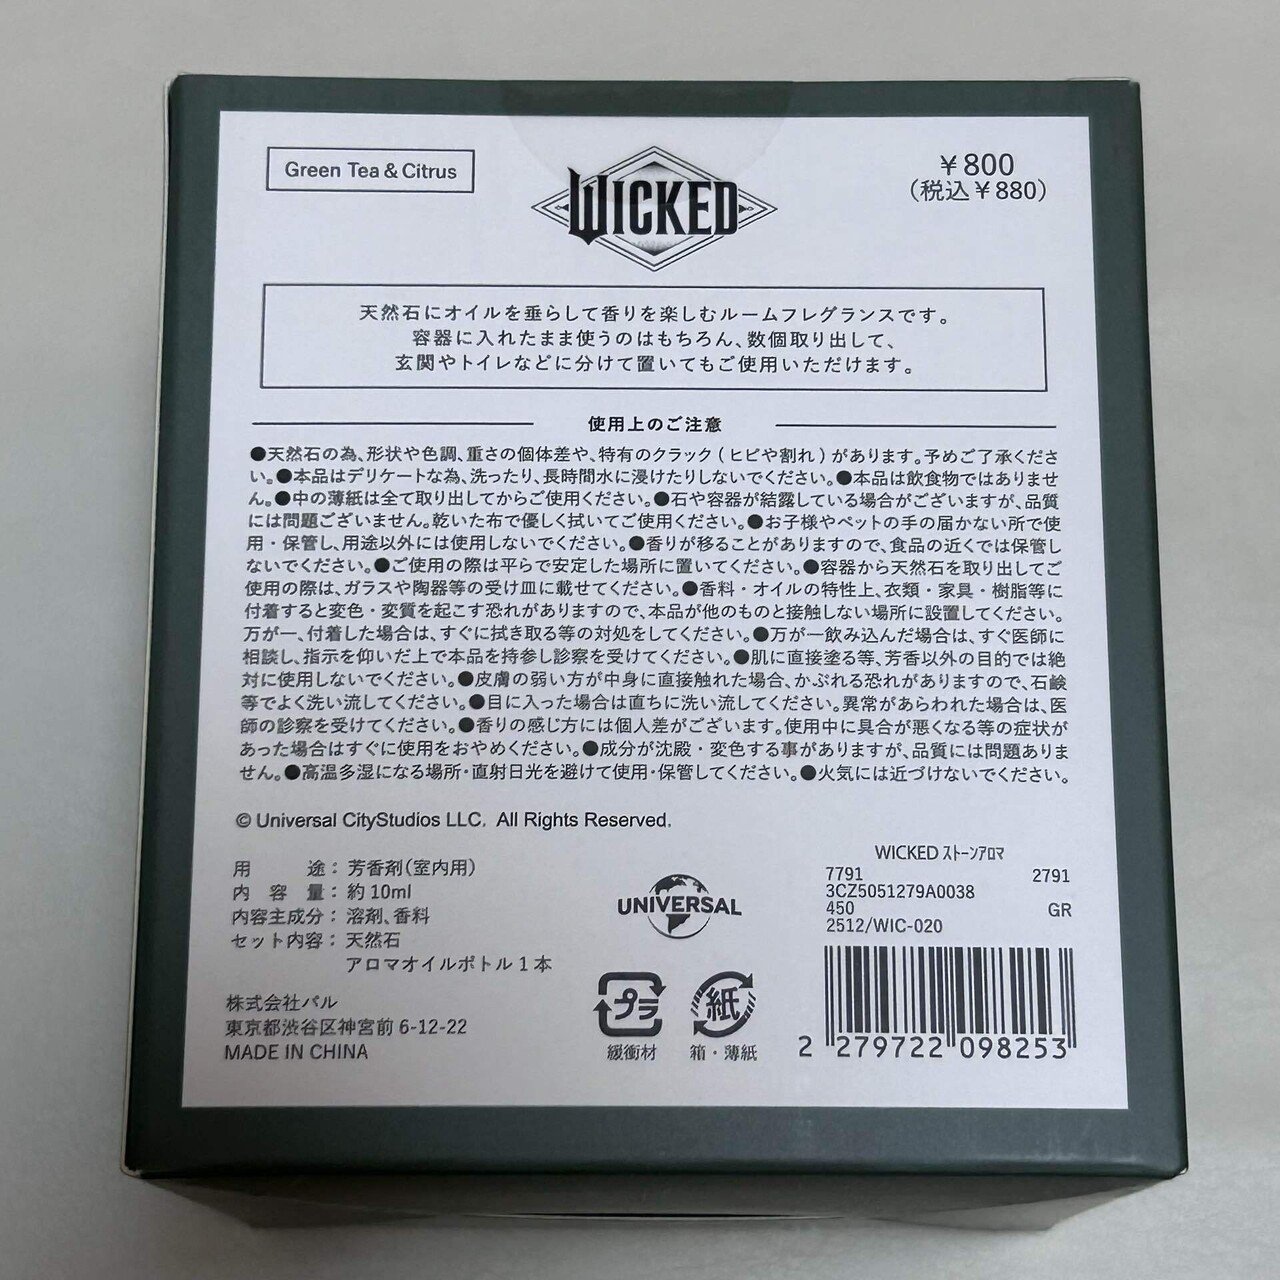 Green Tea & Citrus
WICKED
¥800
(税込¥880)
天然石にオイルを垂らして香りを楽しむルームフレグランスです。
容器に入れたまま使うのはもちろん、数個取り出して、
玄関やトイレなどに分けて置いてもご使用いただけます。
使用上のご注意
●天然石の為、形状や色調、重さの個体差や、特有のクラック(ヒビや割れ)があります。予めご了承くださ
い。●本品はデリケートな為、洗ったり、長時間水に浸けたりしないでください。●本品は飲食物ではありませ
ん。●中の薄紙は全て取り出してからご使用ください。●石や容器が結露している場合がございますが、品質
には問題ございません。乾いた布で優しく拭いてご使用ください。●お子様やペットの手の届かない所で使
用・保管し、用途以外には使用しないでください。●香りが移ることがありますので、食品の近くでは保管し
ないでください。●ご使用の際は平らで安定した場所に置いてください。●容器から天然石を取り出してご
使用の際は、ガラスや陶器等の受け皿に載せてください。●香料・オイルの特性上、衣類・家具・樹脂等に
付着すると変色・変質を起こす恐れがありますので、本品が他のものと接触しない場所に設置してください。
万が一、付着した場合は、すぐに拭き取る等の対処をしてください。●万が一飲み込んだ場合は、すぐ医師に
相談し、指示を仰いだ上で本品を持参し診察を受けてください。●肌に直接塗る等、芳香以外の目的では絶
対に使用しないでください。●皮膚の弱い方が中身に直接触れた場合、かぶれる恐れがありますので、石鹸
等でよく洗い流してください。●目に入った場合は直ちに洗い流してください。異常があらわれた場合は、医
師の診察を受けてください。●香りの感じ方には個人差がございます。使用中に具合が悪くなる等の症状が
あった場合はすぐに使用をおやめください。●成分が沈殿・変色する事がありますが、品質には問題ありま
せん。●高温多湿になる場所・直射日光を避けて使用・保管してください。●火気には近づけないでください。
© Universal CityStudios LLC. All Rights Reserved.
用途:芳香剤(室内用)
内容量:約10ml
内容主成分:溶剤、香料
セット内容:天然石
アロマオイルボトル1本
株式会社パル
東京都渋谷区神宮前6-12-22
MADE IN CHINA
UNIVERSAL
プラ
緩衝材
紙
箱・薄紙
WICKED ストーンアロマ
7791 2791
3CZ5051279A0038
450 GR
2512/WIC-020
2 279722 098253